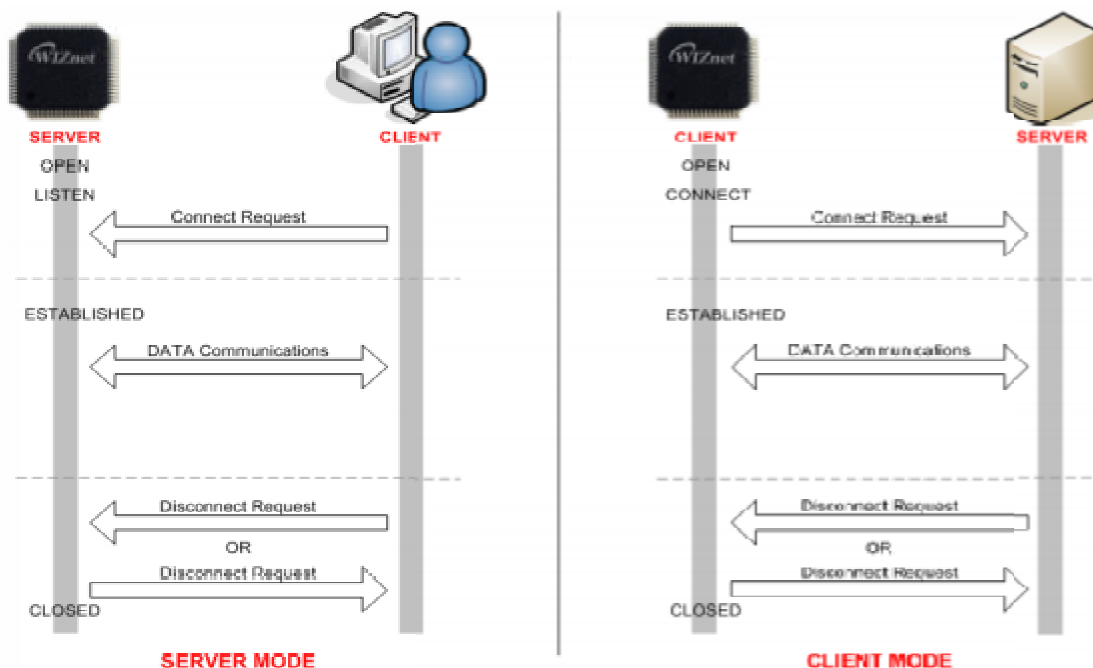 WIZnet
SERVER
CLIENT
OPEN
LISTEN
Connect Request
ESTABLISHED
DATA Communications
Disconnect Request
OR
Disconnect Request
CLOSED
SERVER MODE
WIZnet
CLIENT
SERVER
OPEN
CONNECT
Connect Request
ESTABLISHED
DATA Communications
Disconnect Request
OR
Disconnect Request
CLOSED
CLIENT MODE